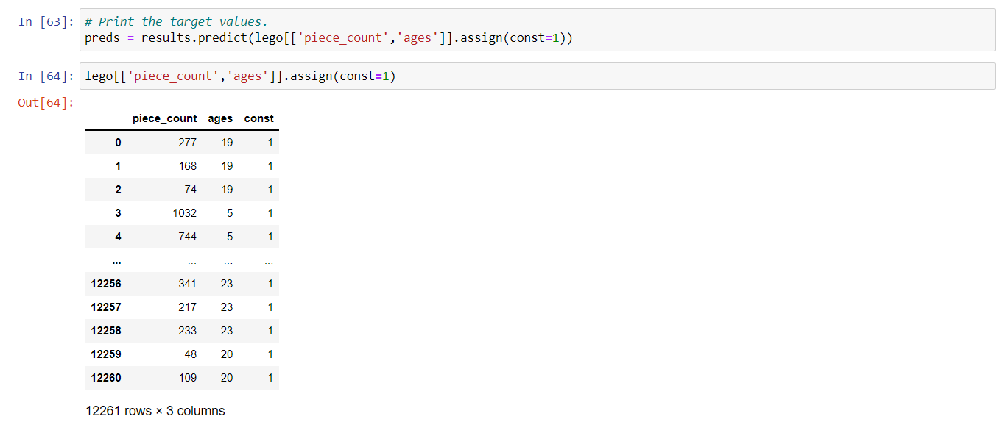 In [63]: # Print the target values.
preds = results.predict(lego[['piece_count','ages']].assign(const=1))
In [64]: lego[['piece_count','ages']].assign(const=1)
Out[64]:
piece_count ages const
0 277 19 1
1 168 19 1
2 74 19 1
3 1032 5 1
4 744 5 1
... ... ... ...
12256 341 23 1
12257 217 23 1
12258 233 23 1
12259 48 20 1
12260 109 20 1
12261 rows × 3 columns